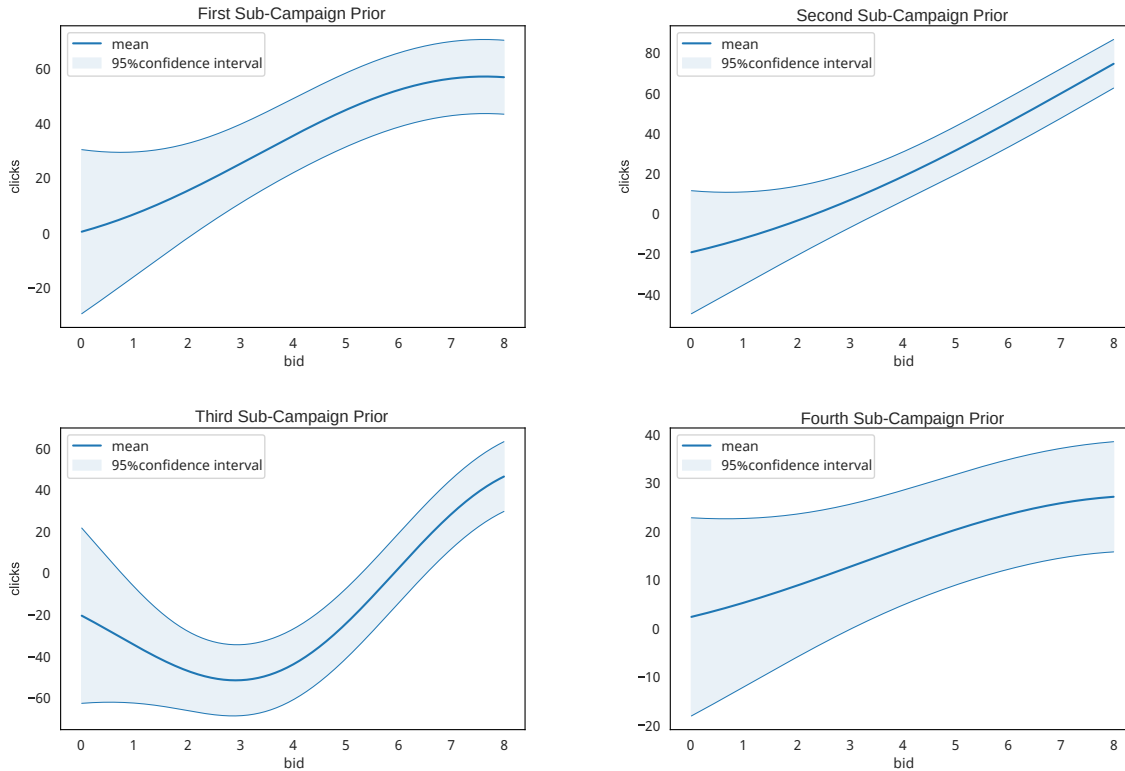 First Sub-Campaign Prior
mean
95%confidence interval
60
40
20
0
−20
clicks
0 1 2 3 4 5 6 7 8
bid
Second Sub-Campaign Prior
mean
95%confidence interval
80
60
40
20
0
−20
−40
clicks
0 1 2 3 4 5 6 7 8
bid
Third Sub-Campaign Prior
mean
95%confidence interval
60
40
20
0
−20
−40
−60
clicks
0 1 2 3 4 5 6 7 8
bid
Fourth Sub-Campaign Prior
mean
95%confidence interval
40
30
20
10
0
−10
−20
0 1 2 3 4 5 6 7 8
bid